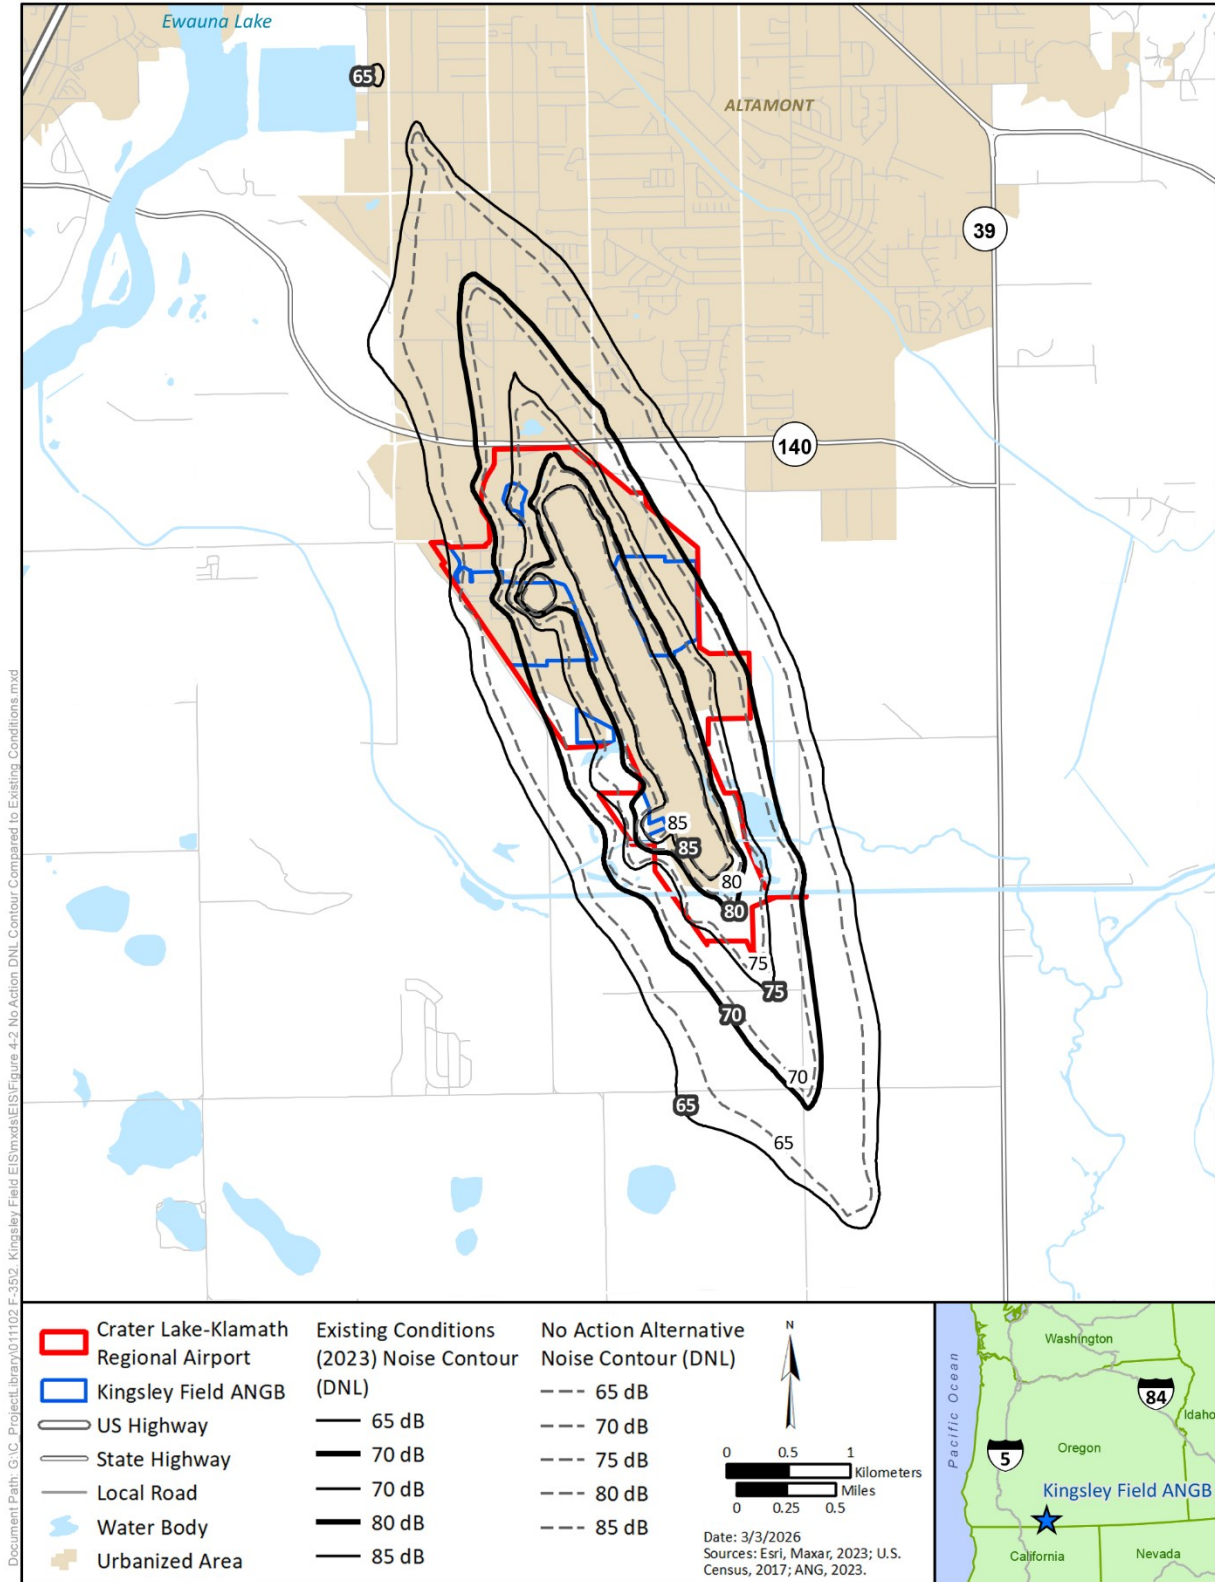 Ewauna Lake
65
ALTAMONT
39
140
85
85
80
80
75
75
70
70
65
65
Document Path: G:\C_ProjectLibrary\011102 F-35\2. Kingsley Field EIS\mxds\EIS\Figure 4-2 No Action DNL Contour Compared to Existing Conditions.mxd
Crater Lake-Klamath
Regional Airport
Kingsley Field ANGB
US Highway
State Highway
Local Road
Water Body
Urbanized Area
Existing Conditions
(2023) Noise Contour
(DNL)
65 dB
70 dB
70 dB
80 dB
85 dB
No Action Alternative
Noise Contour (DNL)
65 dB
70 dB
75 dB
80 dB
85 dB
N
0 0.5 1
Kilometers
Miles
0 0.25 0.5
Date: 3/3/2026
Sources: Esri, Maxar, 2023; U.S.
Census, 2017; ANG, 2023.
Pacific Ocean
Washington
84
Idaho
Oregon
5
Kingsley Field ANGB
California
Nevada